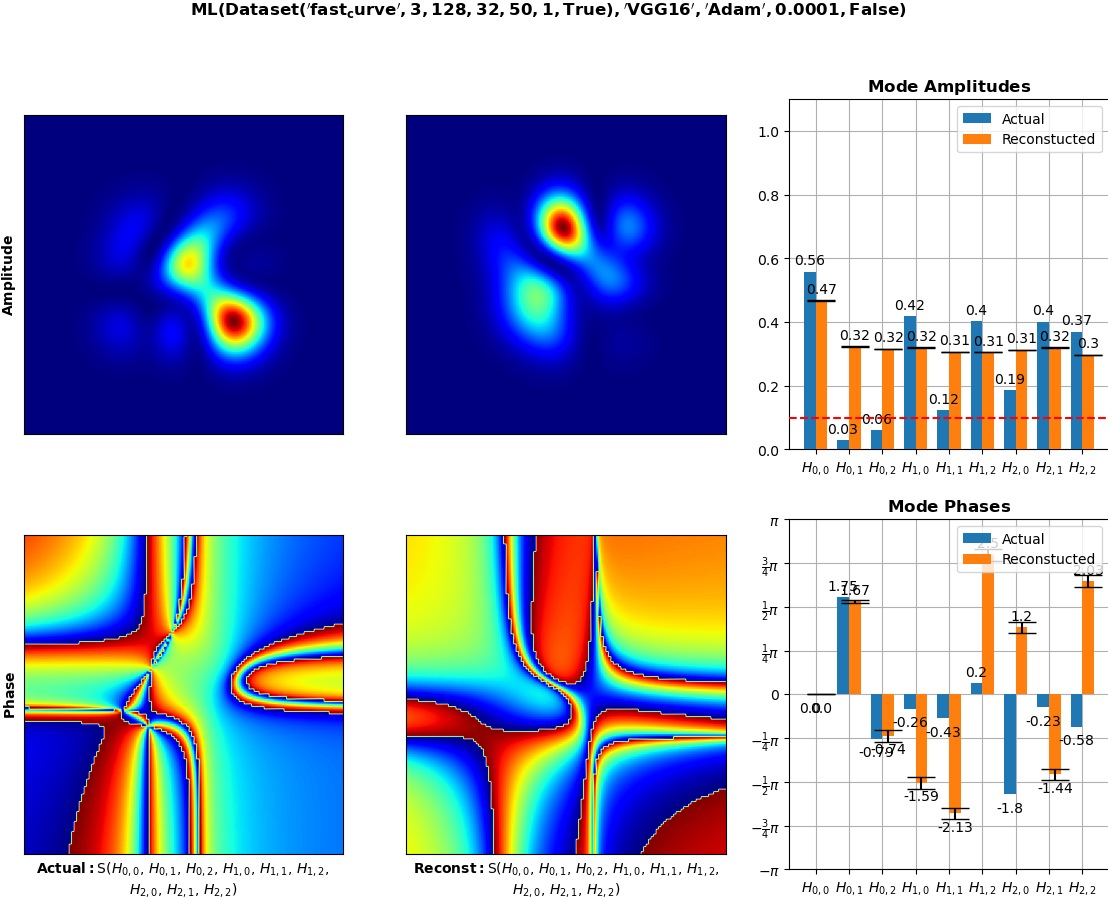 ML(Dataset('fast_curve', 3, 128, 32, 50, 1, True), 'VGG16', 'Adam', 0.0001, False)
Amplitude
Mode Amplitudes
Actual
Reconstucted
1.0
0.8
0.6
0.4
0.2
0.0
0.56
0.47
0.03
0.32
0.06
0.32
0.42
0.32
0.12
0.31
0.4
0.31
0.19
0.31
0.4
0.32
0.37
0.3
H0,0 H0,1 H0,2 H1,0 H1,1 H1,2 H2,0 H2,1 H2,2
Phase
Actual: S(H0,0, H0,1, H0,2, H1,0, H1,1, H1,2,
H2,0, H2,1, H2,2)
Reconst: S(H0,0, H0,1, H0,2, H1,0, H1,1, H1,2,
H2,0, H2,1, H2,2)
Mode Phases
Actual
Reconstucted
π
3/4π
1/2π
1/4π
0
−1/4π
−1/2π
−3/4π
−π
0.0
0.0
1.75
1.67
-0.79
-0.74
-0.26
-1.59
-0.43
-2.13
0.2
2.5
-1.8
1.2
-0.23
-1.44
-0.58
2.03
H0,0 H0,1 H0,2 H1,0 H1,1 H1,2 H2,0 H2,1 H2,2